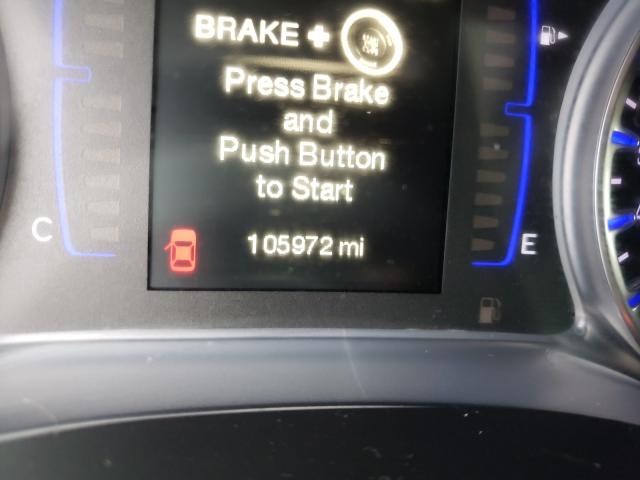 BRAKE +
Press Brake
and
Push Button
to Start
C
105972 mi
E